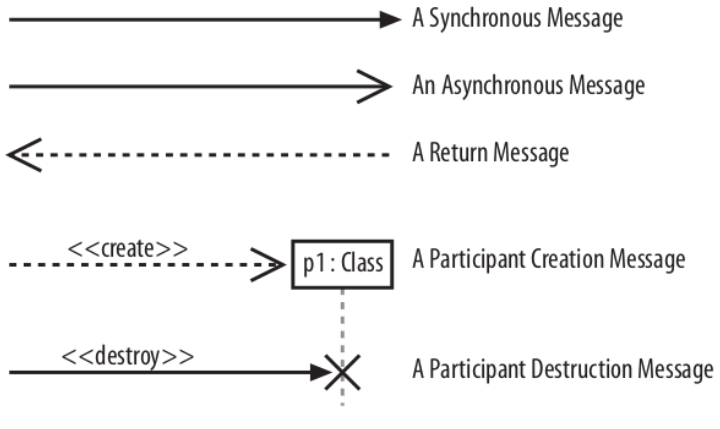 A Synchronous Message
An Asynchronous Message
A Return Message
<<create>>
p1 : Class
A Participant Creation Message
<<destroy>>
A Participant Destruction Message